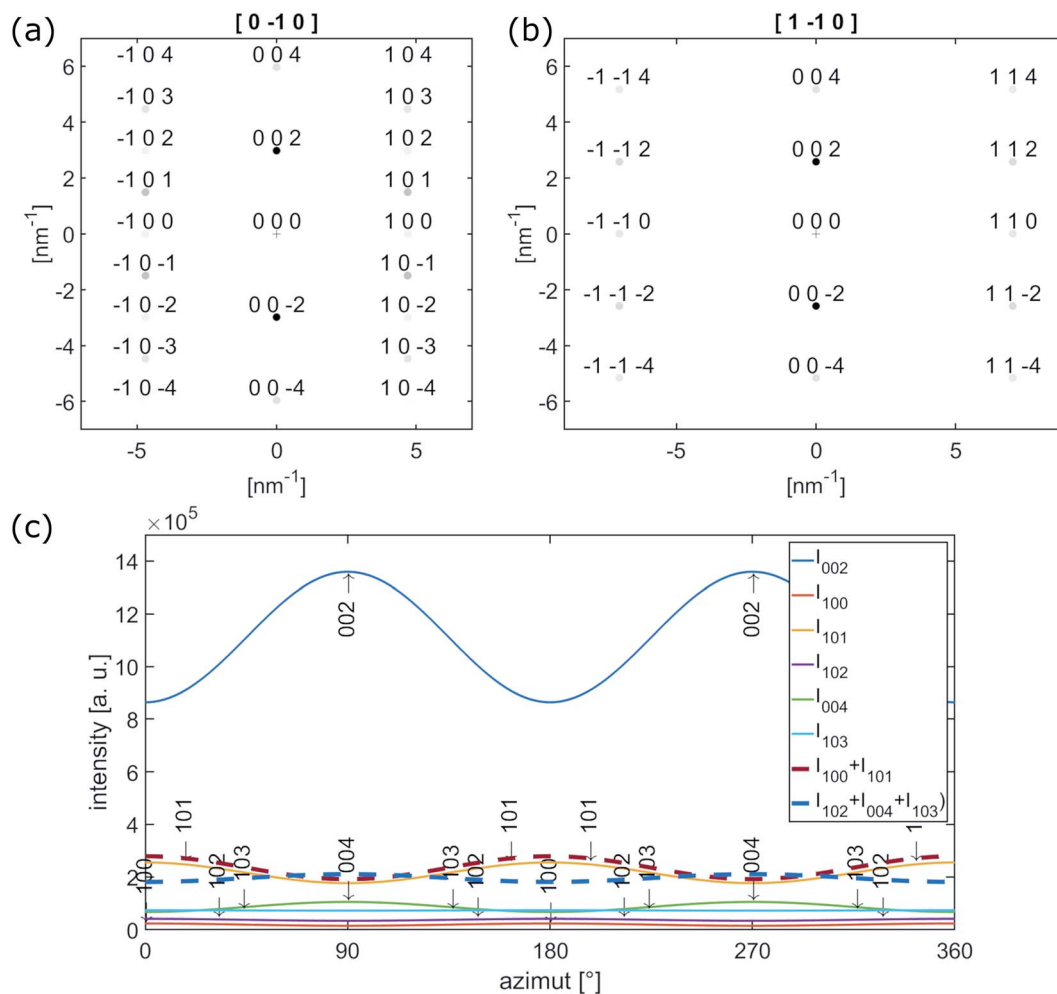 (a)
[ 0 -1 0 ]
6
4
2
0
-2
-4
-6
[nm-1]
-1 0 4 0 0 4 1 0 4
-1 0 3 1 0 3
-1 0 2 0 0 2 1 0 2
-1 0 1 1 0 1
-1 0 0 0 0 0 1 0 0
-1 0 -1 1 0 -1
-1 0 -2 0 0 -2 1 0 -2
-1 0 -3 1 0 -3
-1 0 -4 0 0 -4 1 0 -4
-5 0 5
[nm-1]
(b)
[ 1 -1 0 ]
6
4
2
0
-2
-4
-6
[nm-1]
-1 -1 4 0 0 4 1 1 4
-1 -1 2 0 0 2 1 1 2
-1 -1 0 0 0 0 1 1 0
-1 -1 -2 0 0 -2 1 1 -2
-1 -1 -4 0 0 -4 1 1 -4
-5 0 5
[nm-1]
(c)
×10^5
14
12
10
8
6
4
2
0
intensity [a. u.]
002
002
101
101
101
1
100
102
103
004
103
102
100
102
103
004
103
102
0 90 180 270 360
azimut [°]
I002
I100
I101
I102
I004
I103
I100+I101
I102+I004+I103)